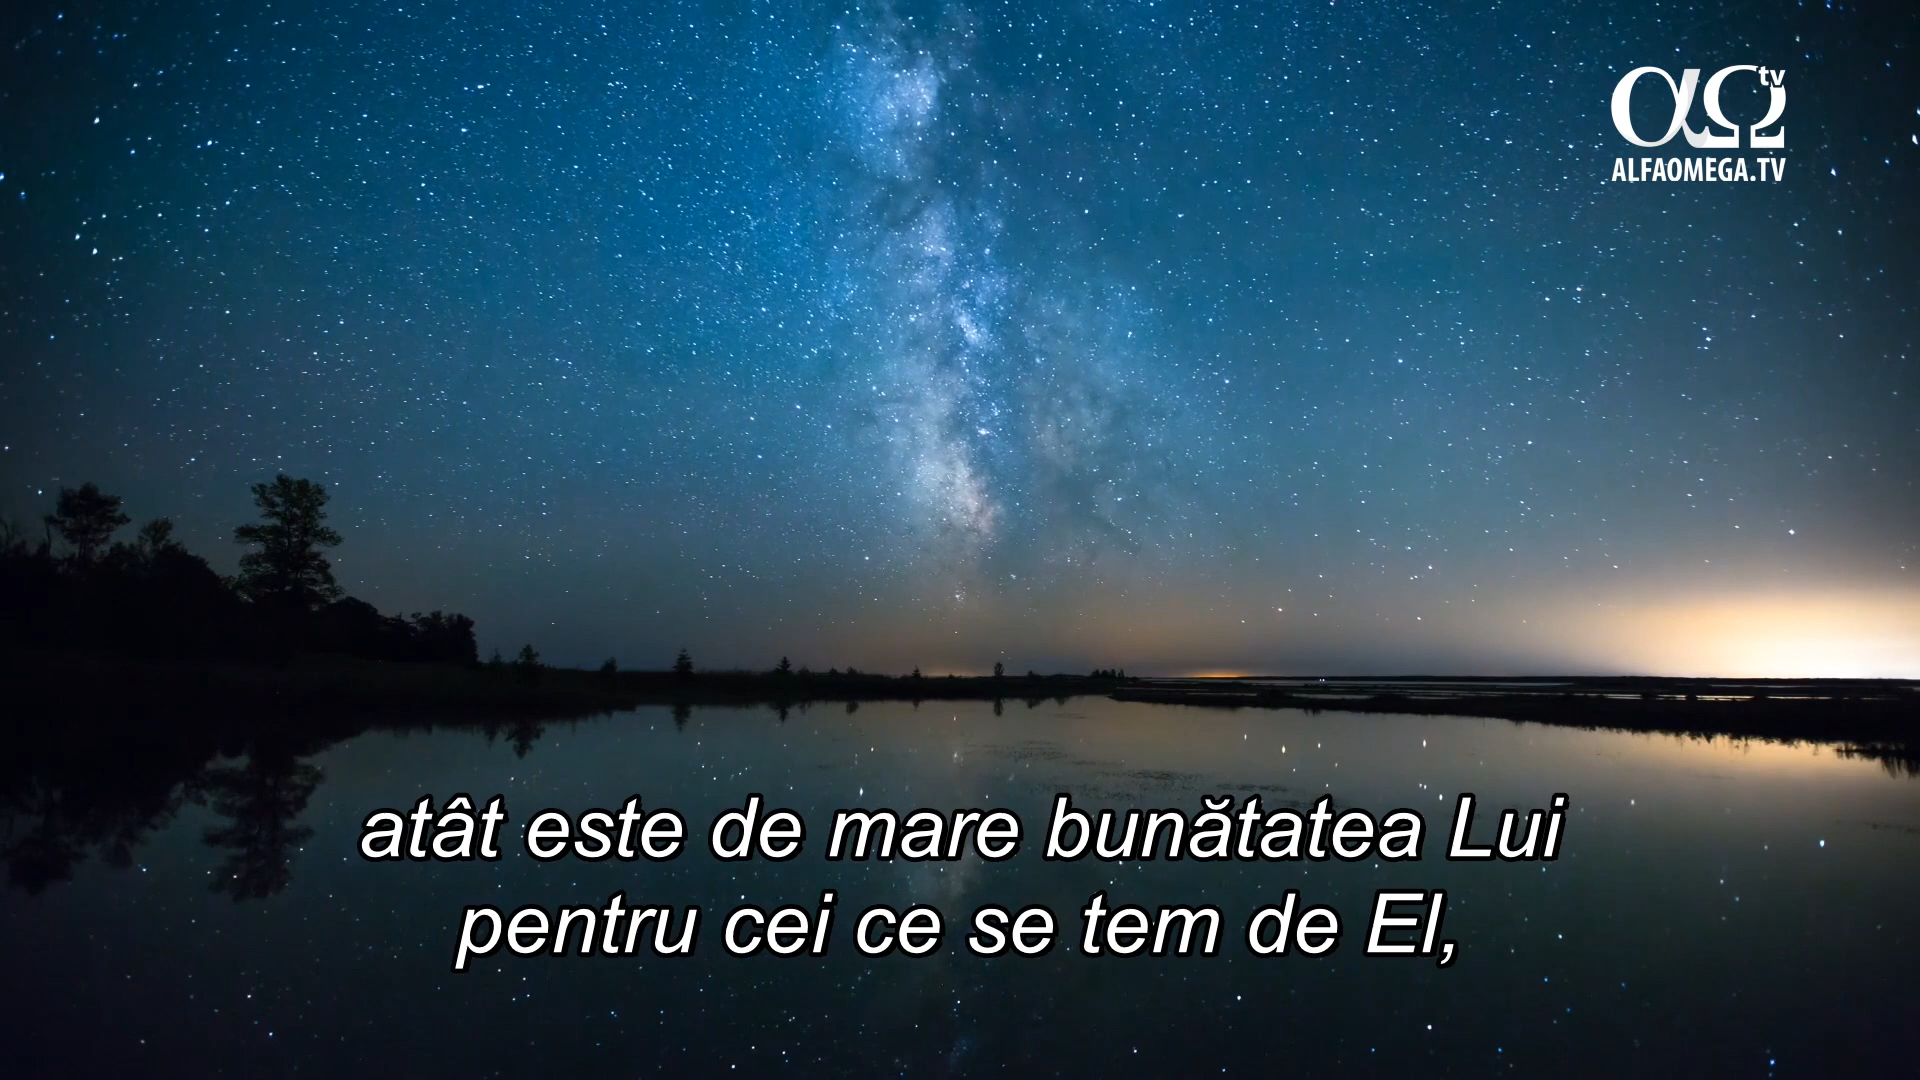 αΩ tv
ALFAOMEGA.TV
atât este de mare bunătatea Lui
pentru cei ce se tem de El,